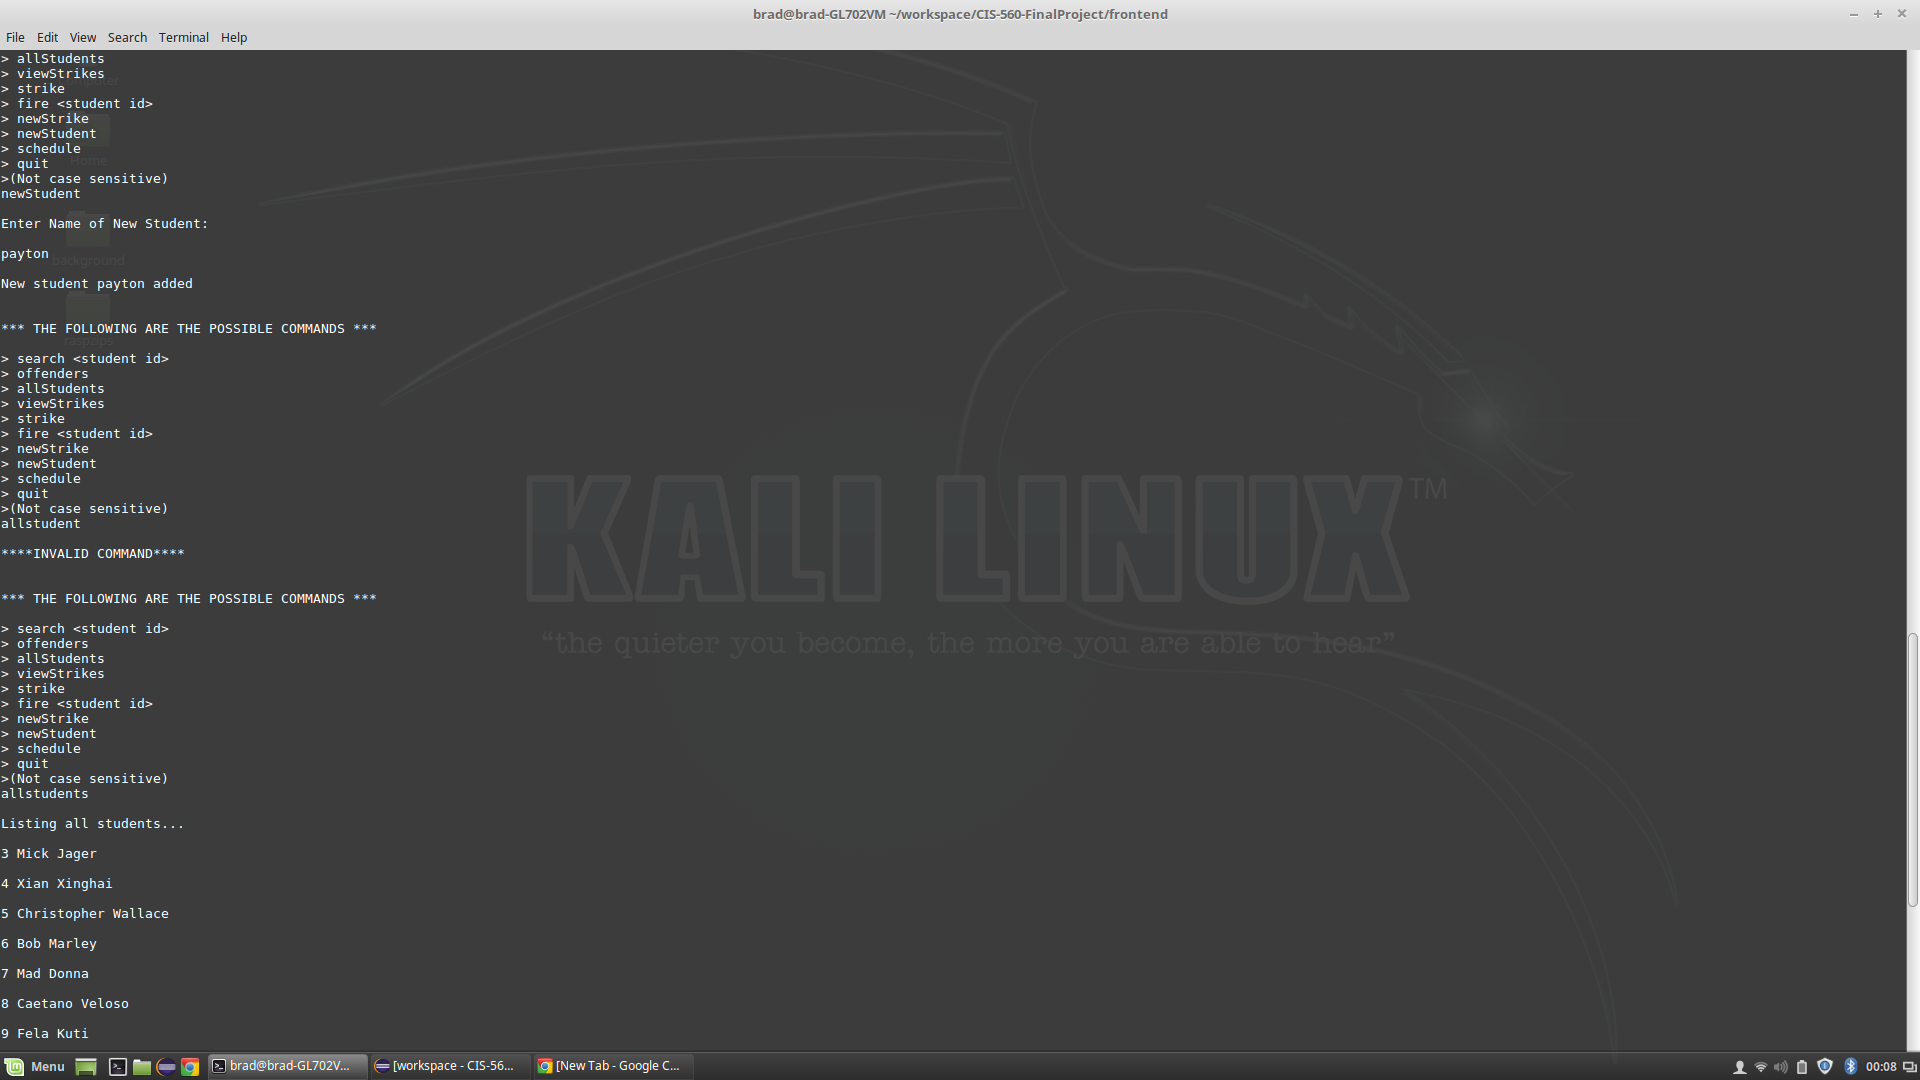 brad@brad-GL702VM ~/workspace/CIS-560-FinalProject/frontend
File Edit View Search Terminal Help
> allStudents
> viewStrikes
> strike
> fire <student id>
> newStrike
> newStudent
> schedule
> quit
>(Not case sensitive)
newStudent
Enter Name of New Student:
payton
New student payton added
*** THE FOLLOWING ARE THE POSSIBLE COMMANDS ***
> search <student id>
> offenders
> allStudents
> viewStrikes
> strike
> fire <student id>
> newStrike
> newStudent
> schedule
> quit
>(Not case sensitive)
allstudent
****INVALID COMMAND****
*** THE FOLLOWING ARE THE POSSIBLE COMMANDS ***
> search <student id>
> offenders
> allStudents
> viewStrikes
> strike
> fire <student id>
> newStrike
> newStudent
> schedule
> quit
>(Not case sensitive)
allstudents
Listing all students...
3 Mick Jager
4 Xian Xinghai
5 Christopher Wallace
6 Bob Marley
7 Mad Donna
8 Caetano Veloso
9 Fela Kuti
Home
background
raspzips
KALI LINUX™
“the quieter you become, the more you are able to hear”
Menu brad@brad-GL702V... [workspace - CIS-56... [New Tab - Google C... 00:08